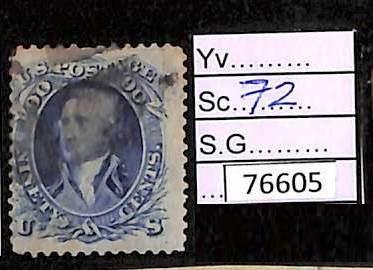 U.S. POSTAGE
90 90
NINETY CENTS.
U S
Yv.........
Sc..72.......
S.G.........
... 76605